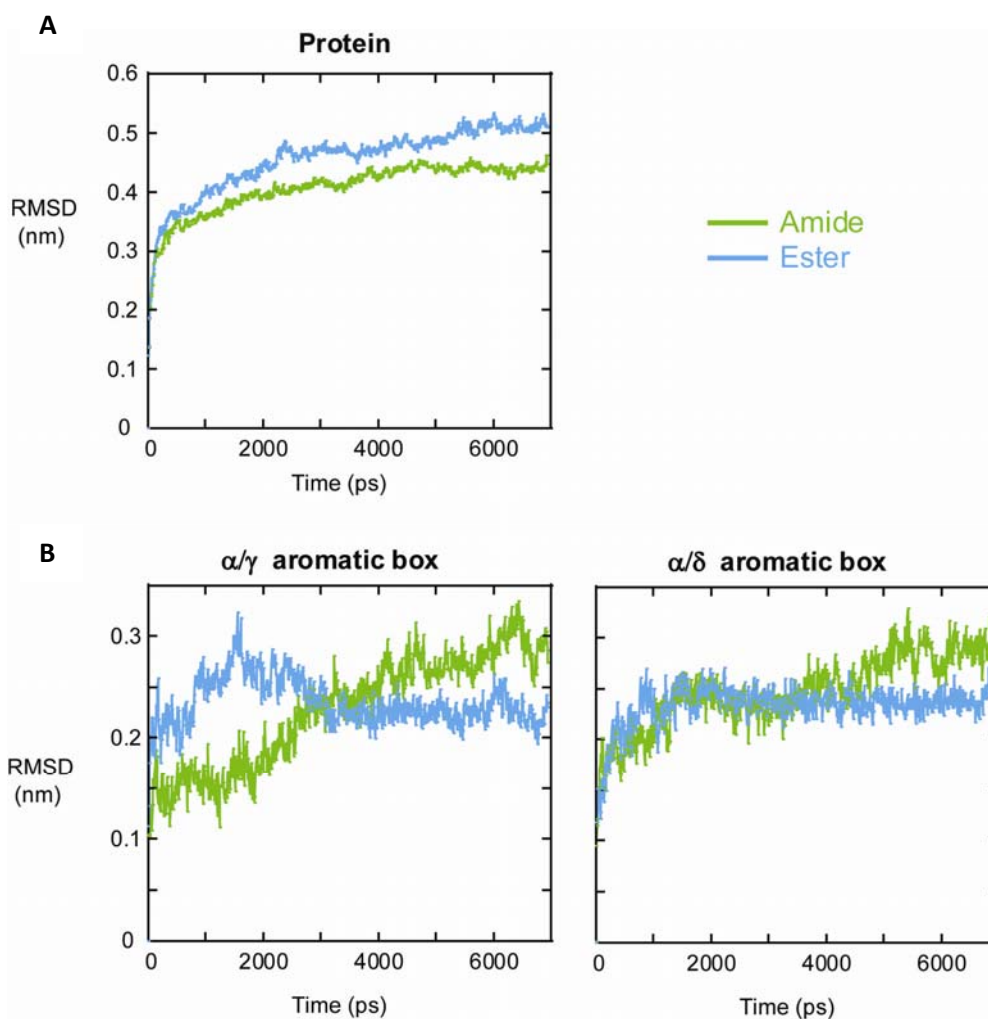 A
Protein
0.6
0.5
0.4
RMSD
(nm)
0.3
0.2
0.1
0
0 2000 4000 6000
Time (ps)
Amide
Ester
B
α/γ aromatic box
α/δ aromatic box
0.3
0.2
RMSD
(nm)
0.1
0
0 2000 4000 6000
0 2000 4000 6000
Time (ps)
Time (ps)